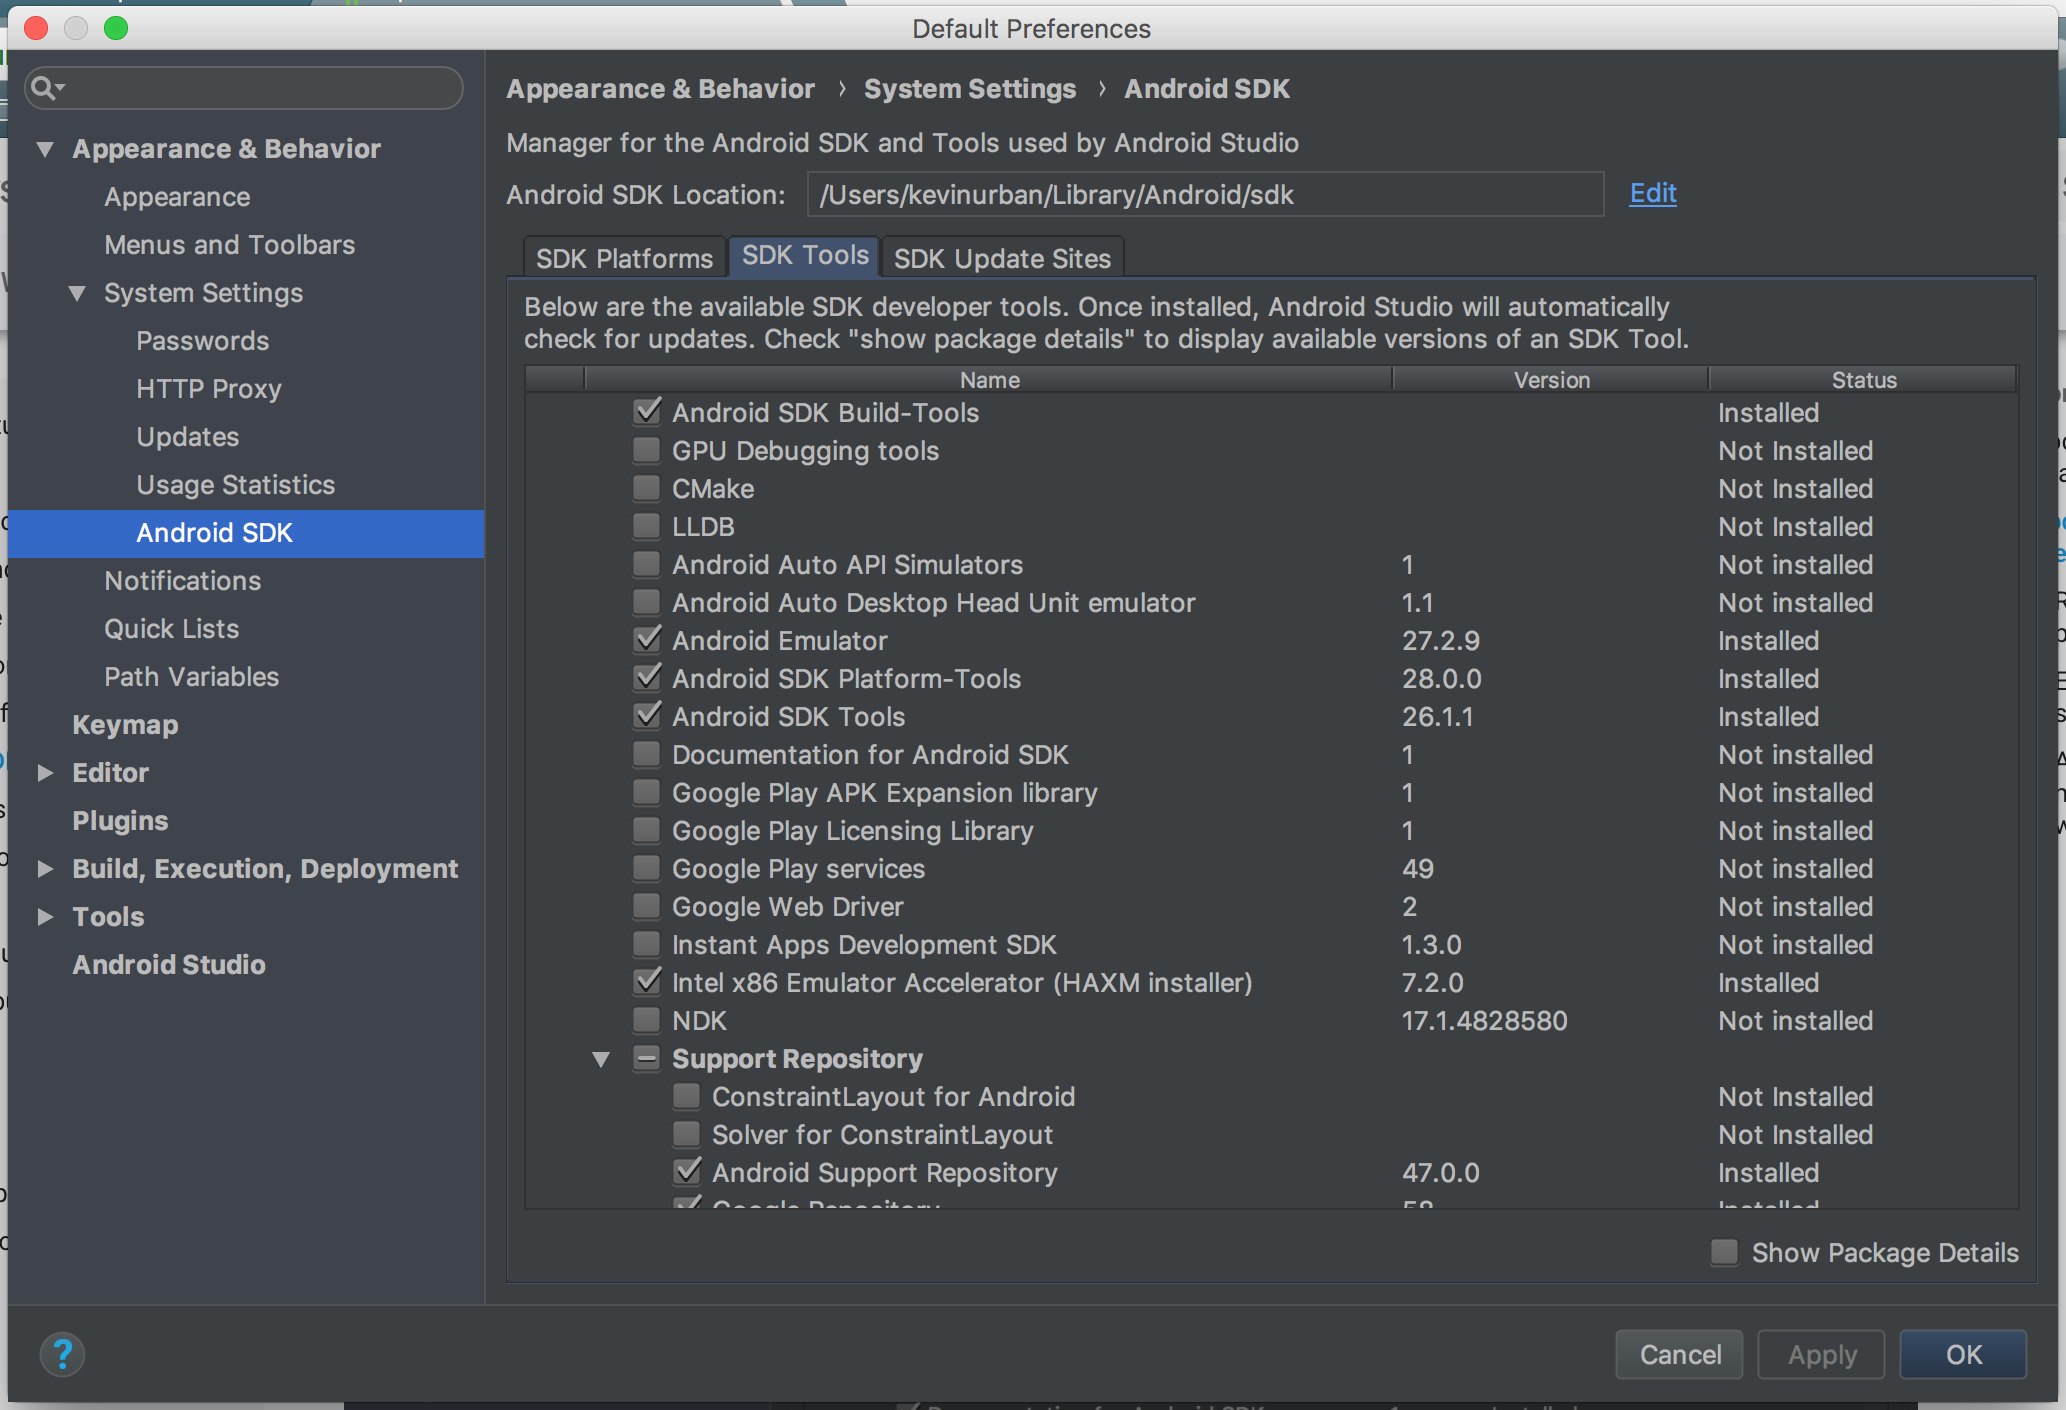 Default Preferences
Appearance & Behavior › System Settings › Android SDK
Manager for the Android SDK and Tools used by Android Studio
Android SDK Location: /Users/kevinurban/Library/Android/sdk Edit
Appearance & Behavior
Appearance
Menus and Toolbars
System Settings
Passwords
HTTP Proxy
Updates
Usage Statistics
Android SDK
Notifications
Quick Lists
Path Variables
Keymap
Editor
Plugins
Build, Execution, Deployment
Tools
Android Studio
SDK Platforms SDK Tools SDK Update Sites
Below are the available SDK developer tools. Once installed, Android Studio will automatically
check for updates. Check "show package details" to display available versions of an SDK Tool.
Name Version Status
Android SDK Build-Tools Installed
GPU Debugging tools Not Installed
CMake Not Installed
LLDB Not Installed
Android Auto API Simulators 1 Not installed
Android Auto Desktop Head Unit emulator 1.1 Not installed
Android Emulator 27.2.9 Installed
Android SDK Platform-Tools 28.0.0 Installed
Android SDK Tools 26.1.1 Installed
Documentation for Android SDK 1 Not installed
Google Play APK Expansion library 1 Not installed
Google Play Licensing Library 1 Not installed
Google Play services 49 Not installed
Google Web Driver 2 Not installed
Instant Apps Development SDK 1.3.0 Not installed
Intel x86 Emulator Accelerator (HAXM installer) 7.2.0 Installed
NDK 17.1.4828580 Not installed
Support Repository
ConstraintLayout for Android Not Installed
Solver for ConstraintLayout Not Installed
Android Support Repository 47.0.0 Installed
Google Repository 58 Installed
Show Package Details
? Cancel Apply OK